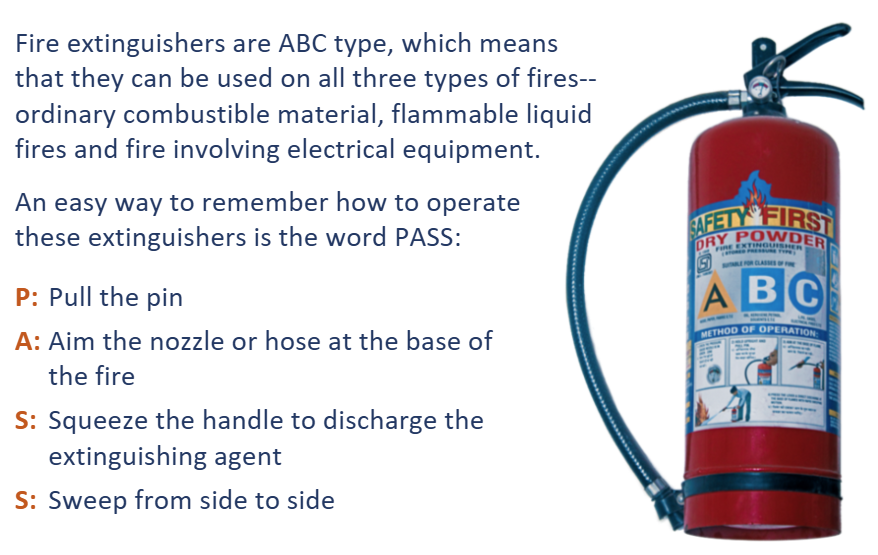 Fire extinguishers are ABC type, which means
that they can be used on all three types of fires--
ordinary combustible material, flammable liquid
fires and fire involving electrical equipment.
An easy way to remember how to operate
these extinguishers is the word PASS:
P: Pull the pin
A: Aim the nozzle or hose at the base of
the fire
S: Squeeze the handle to discharge the
extinguishing agent
S: Sweep from side to side
SAFETY FIRST
DRY POWDER
FIRE EXTINGUISHER
(STORED PRESSURE TYPE)
SUITABLE FOR CLASSES OF FIRE
A B C
METHOD OF OPERATION: